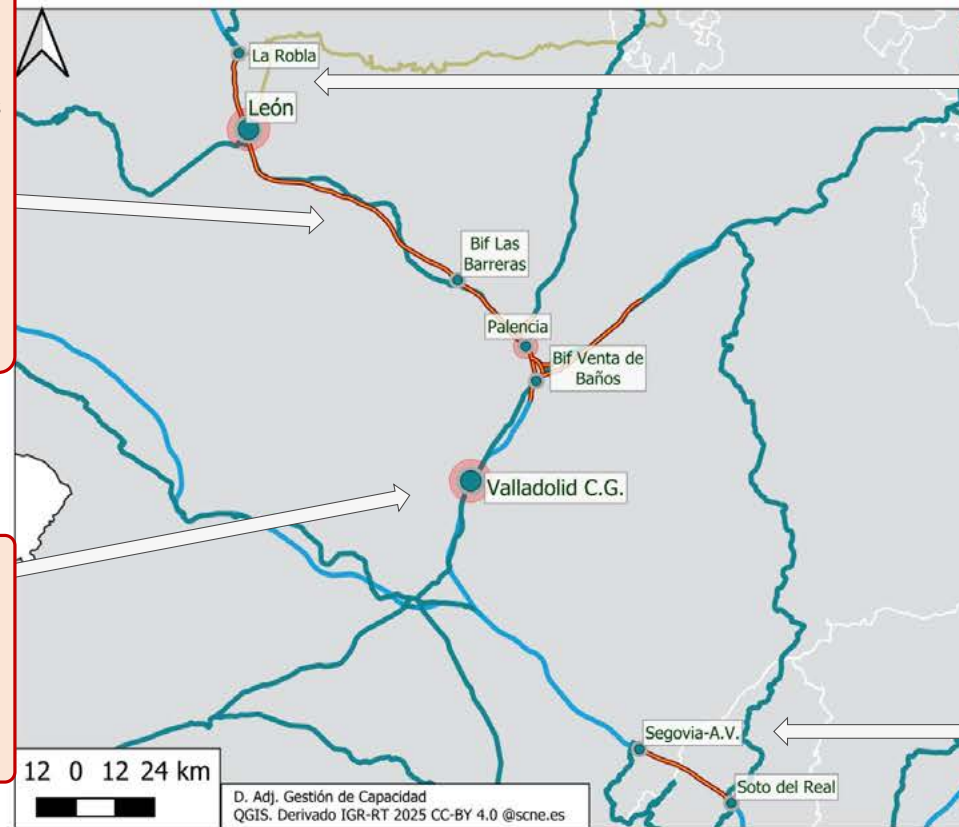 La Robla
León
Bif Las
Barreras
Palencia
Bif Venta de
Baños
Valladolid C.G.
Segovia-A.V.
Soto del Real
12 0 12 24 km
D. Adj. Gestión de Capacidad
QGIS. Derivado IGR-RT 2025 CC-BY 4.0 @scne.es